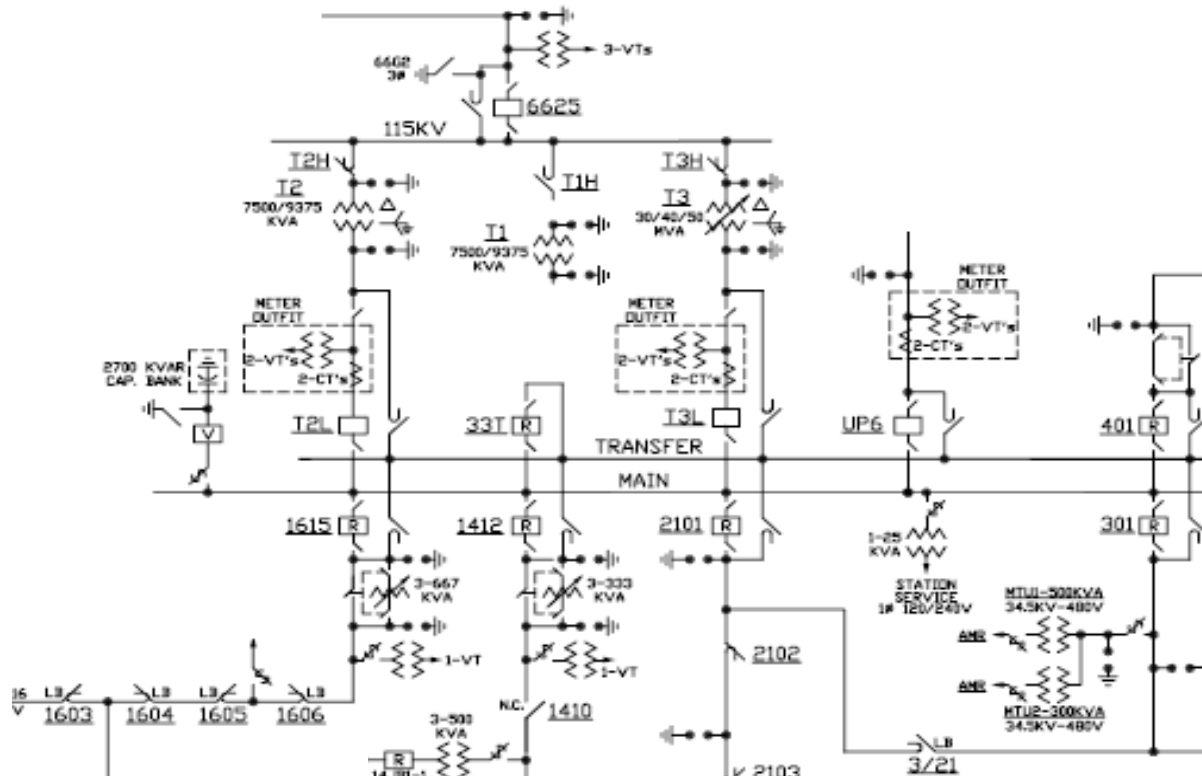 3-VTs
66G2
3Ø
6625
115KV
T2H
T1H
T3H
T2
7500/9375
KVA
T1
7500/9375
KVA
T3
30/40/50
MVA
METER
OUTFIT
2-VT's
2-CT's
METER
OUTFIT
2-VT's
2-CT's
METER
OUTFIT
2-VT's
2-CT's
2700 KVAR
CAP. BANK
V
T2L
33T
R
T3L
UP6
401
R
TRANSFER
MAIN
1615
R
1412
R
2101
R
301
R
1-25
KVA
STATION
SERVICE
1Ø 120/240V
3-667
KVA
3-333
KVA
1-VT
1-VT
MTU1-500KVA
34.5KV-480V
AMR
AMR
MTU2-300KVA
34.5KV-480V
2102
16
V
LB
1603
LB
1604
LB
1605
LB
1606
N.C.
1410
3-500
KVA
R
LB
3/21
2103